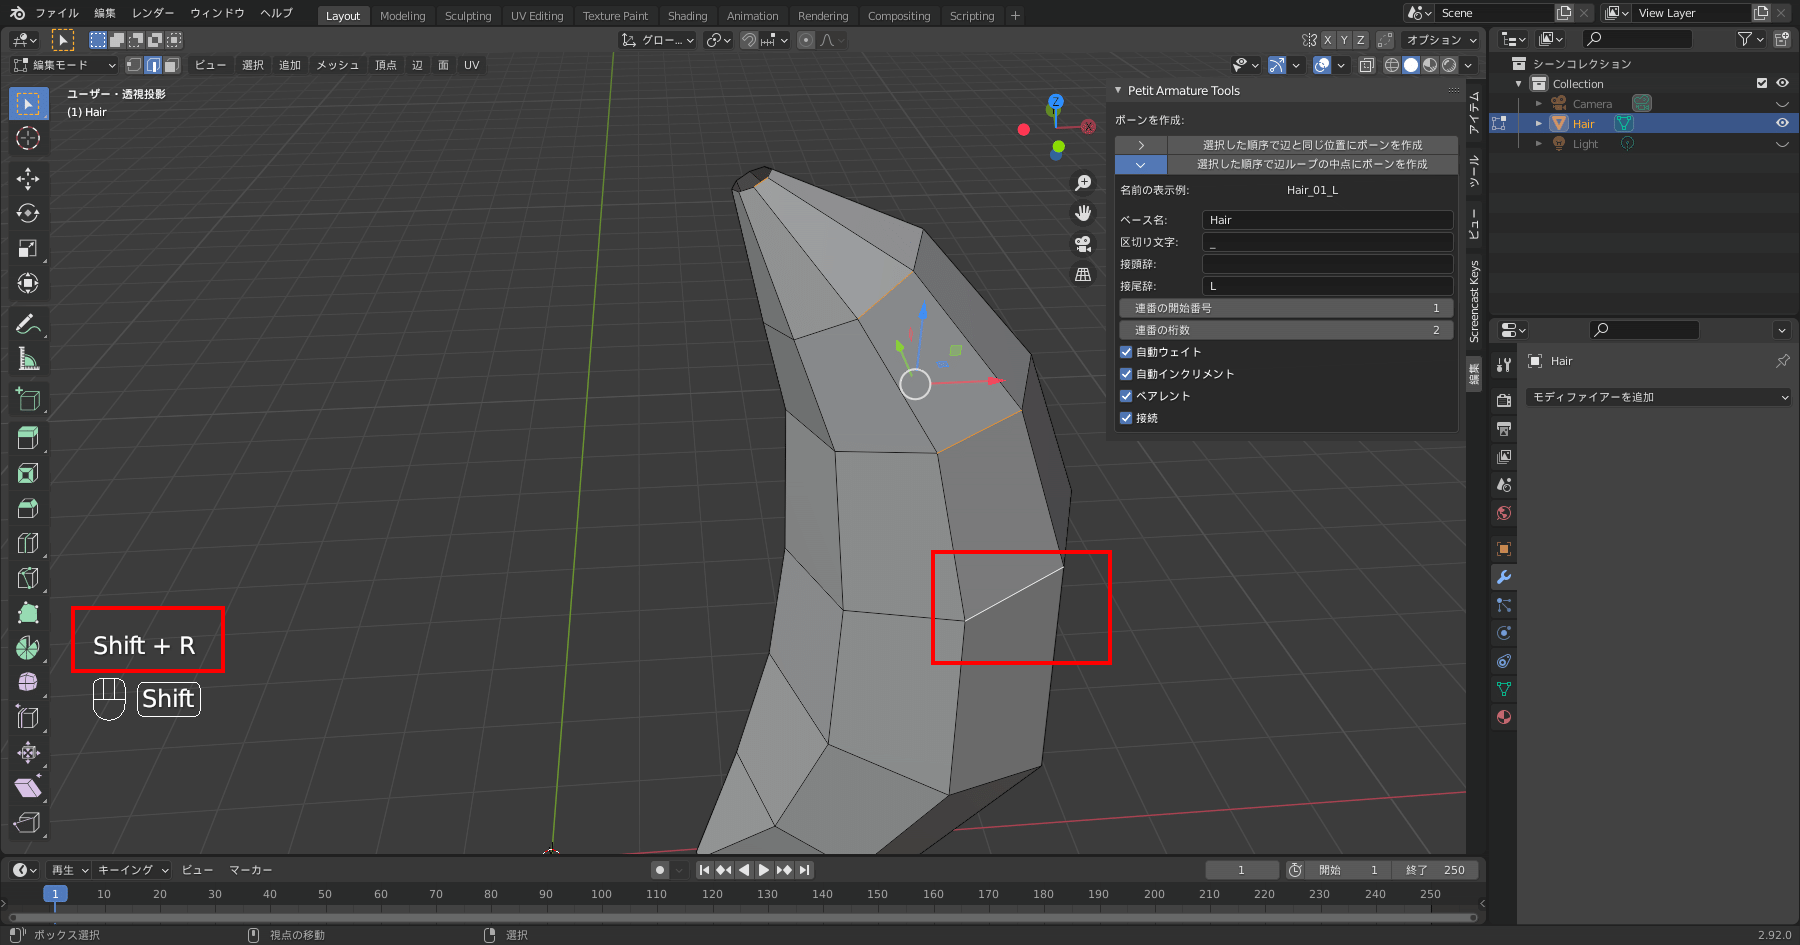 ファイル 編集 レンダー ウィンドウ ヘルプ Layout Modeling Sculpting UV Editing Texture Paint Shading Animation Rendering Compositing Scripting + Scene View Layer
グロー... X Y Z オプション
編集モード ビュー 選択 追加 メッシュ 頂点 辺 面 UV
ユーザー・透視投影
(1) Hair
Z
X
Petit Armature Tools
ボーンを作成:
選択した順序で辺と同じ位置にボーンを作成
選択した順序で辺ループの中点にボーンを作成
名前の表示例: Hair_01_L
ベース名: Hair
区切り文字: _
接頭辞:
接尾辞: L
連番の開始番号 1
連番の桁数 2
自動ウェイト
自動インクリメント
ペアレント
接続
アイテム
ツール
ビュー
Screencast Keys
編集
シーンコレクション
Collection
Camera
Hair
Light
Hair
モディファイアーを追加
Shift + R
Shift
再生 キーイング ビュー マーカー 1 開始 1 終了 250
1 10 20 30 40 50 60 70 80 90 100 110 120 130 140 150 160 170 180 190 200 210 220 230 240 250
ボックス選択 視点の移動 選択 2.92.0